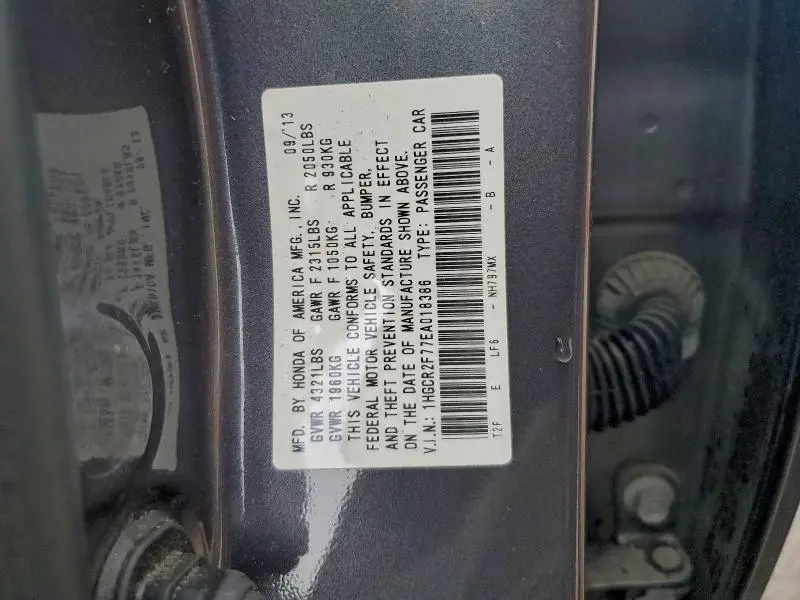 MFD. BY HONDA OF AMERICA MFG., INC. 09/'13
GVWR 4321LBS GAWR F 2315LBS R 2050LBS
GVWR 1960KG GAWR F 1050KG R 930KG
THIS VEHICLE CONFORMS TO ALL APPLICABLE
FEDERAL MOTOR VEHICLE SAFETY, BUMPER,
AND THEFT PREVENTION STANDARDS IN EFFECT
ON THE DATE OF MANUFACTURE SHOWN ABOVE.
V.I.N.: 1HGCR2F77EAC18366 TYPE: PASSENGER CAR
T2F E LF6 - NH797MX - B - A